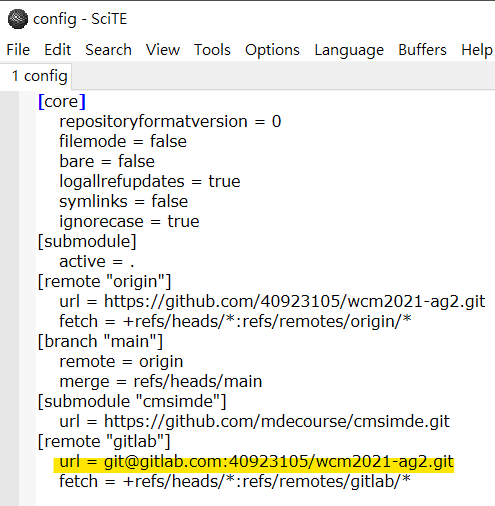 config - SciTE
File Edit Search View Tools Options Language Buffers Help
1 config
[core]
repositoryformatversion = 0
filemode = false
bare = false
logallrefupdates = true
symlinks = false
ignorecase = true
[submodule]
active = .
[remote "origin"]
url = https://github.com/40923105/wcm2021-ag2.git
fetch = +refs/heads/*:refs/remotes/origin/*
[branch "main"]
remote = origin
merge = refs/heads/main
[submodule "cmsimde"]
url = https://github.com/mdecourse/cmsimde.git
[remote "gitlab"]
url = git@gitlab.com:40923105/wcm2021-ag2.git
fetch = +refs/heads/*:refs/remotes/gitlab/*